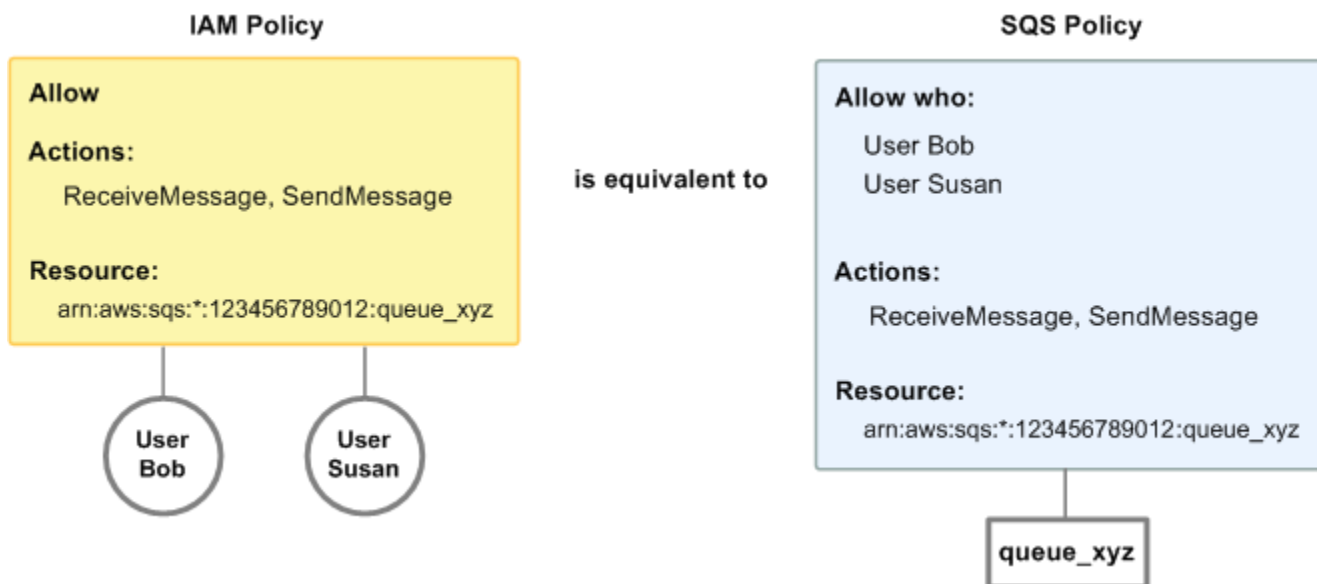 IAM Policy
Allow
Actions:
ReceiveMessage, SendMessage
Resource:
arn:aws:sqs:*:123456789012:queue_xyz
User
Bob
User
Susan
is equivalent to
SQS Policy
Allow who:
User Bob
User Susan
Actions:
ReceiveMessage, SendMessage
Resource:
arn:aws:sqs:*:123456789012:queue_xyz
queue_xyz